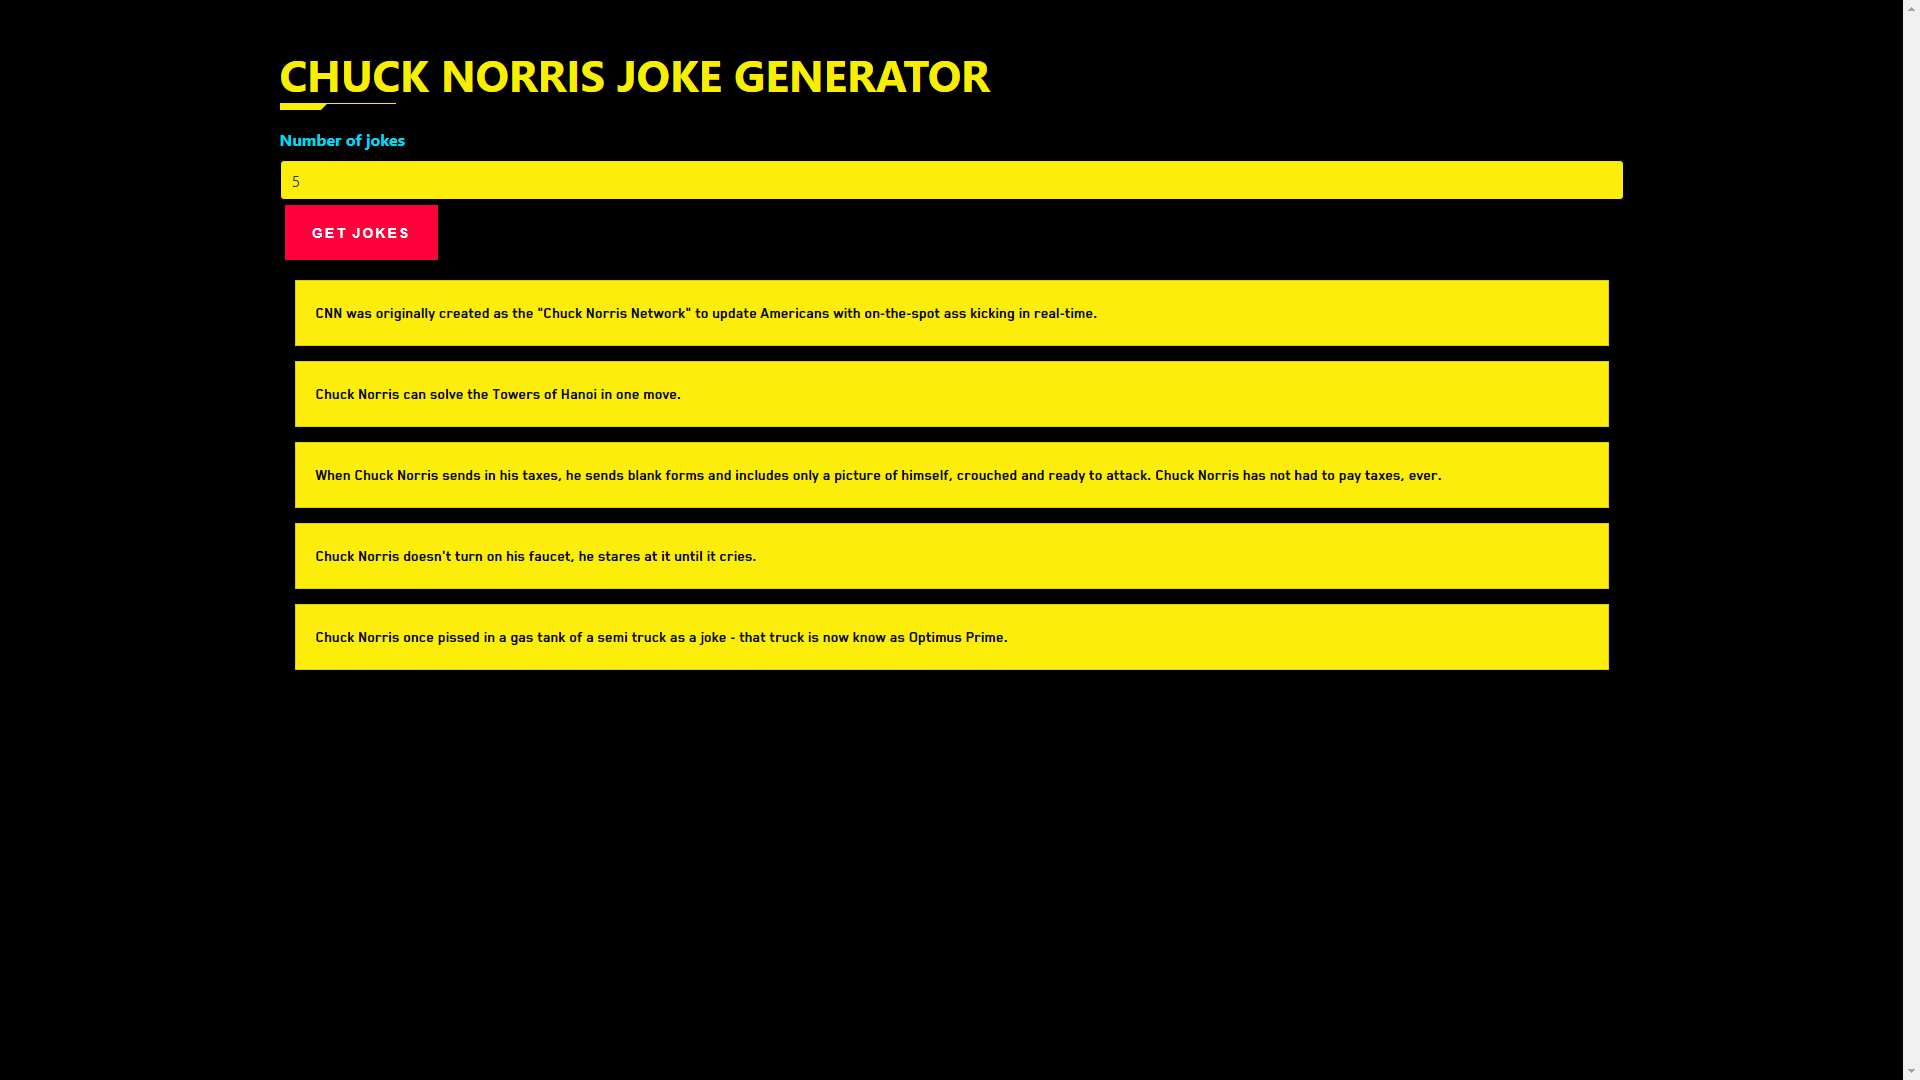 CHUCK NORRIS JOKE GENERATOR
Number of jokes
5
GET JOKES
CNN was originally created as the "Chuck Norris Network" to update Americans with on-the-spot ass kicking in real-time.
Chuck Norris can solve the Towers of Hanoi in one move.
When Chuck Norris sends in his taxes, he sends blank forms and includes only a picture of himself, crouched and ready to attack. Chuck Norris has not had to pay taxes, ever.
Chuck Norris doesn't turn on his faucet, he stares at it until it cries.
Chuck Norris once pissed in a gas tank of a semi truck as a joke - that truck is now know as Optimus Prime.